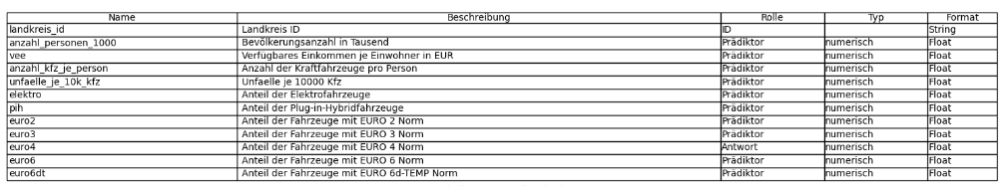 Name Beschreibung Rolle Typ Format
landkreis_id Landkreis ID ID String
anzahl_personen_1000 Bevölkerungsanzahl in Tausend Prädiktor numerisch Float
vee Verfügbares Einkommen je Einwohner in EUR Prädiktor numerisch Float
anzahl_kfz_je_person Anzahl der Kraftfahrzeuge pro Person Prädiktor numerisch Float
unfaelle_je_10k_kfz Unfaelle je 10000 Kfz Prädiktor numerisch Float
elektro Anteil der Elektrofahrzeuge Prädiktor numerisch Float
pih Anteil der Plug-in-Hybridfahrzeuge Prädiktor numerisch Float
euro2 Anteil der Fahrzeuge mit EURO 2 Norm Prädiktor numerisch Float
euro3 Anteil der Fahrzeuge mit EURO 3 Norm Prädiktor numerisch Float
euro4 Anteil der Fahrzeuge mit EURO 4 Norm Antwort numerisch Float
euro6 Anteil der Fahrzeuge mit EURO 6 Norm Prädiktor numerisch Float
euro6dt Anteil der Fahrzeuge mit EURO 6d-TEMP Norm Prädiktor numerisch Float